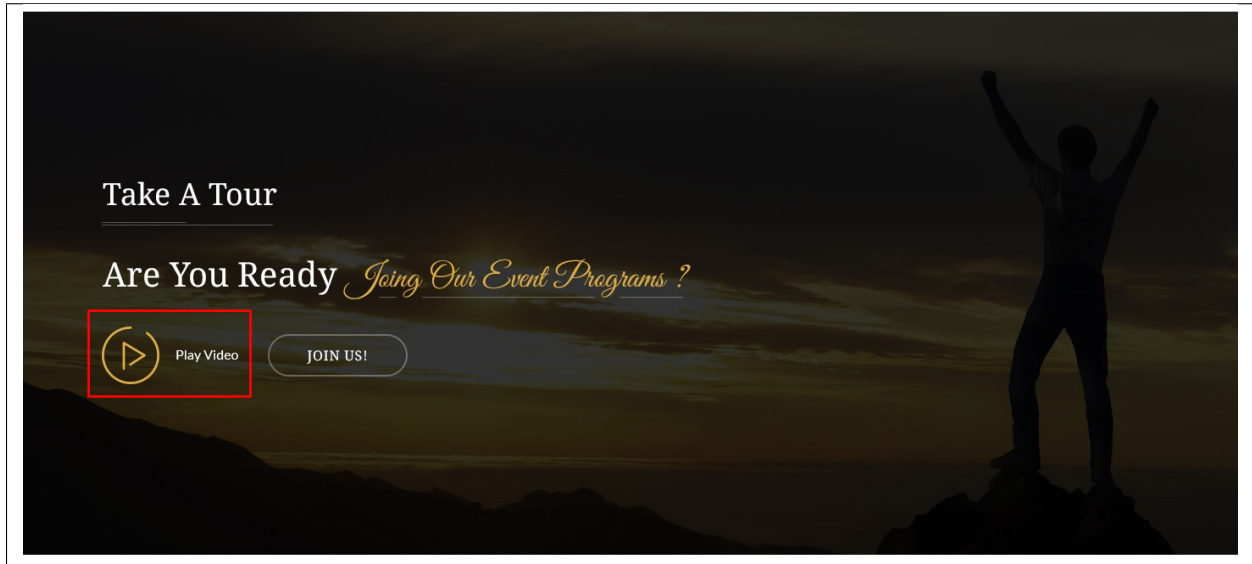 Take A Tour
Are You Ready Joing Our Event Programs ?
Play Video JOIN US!